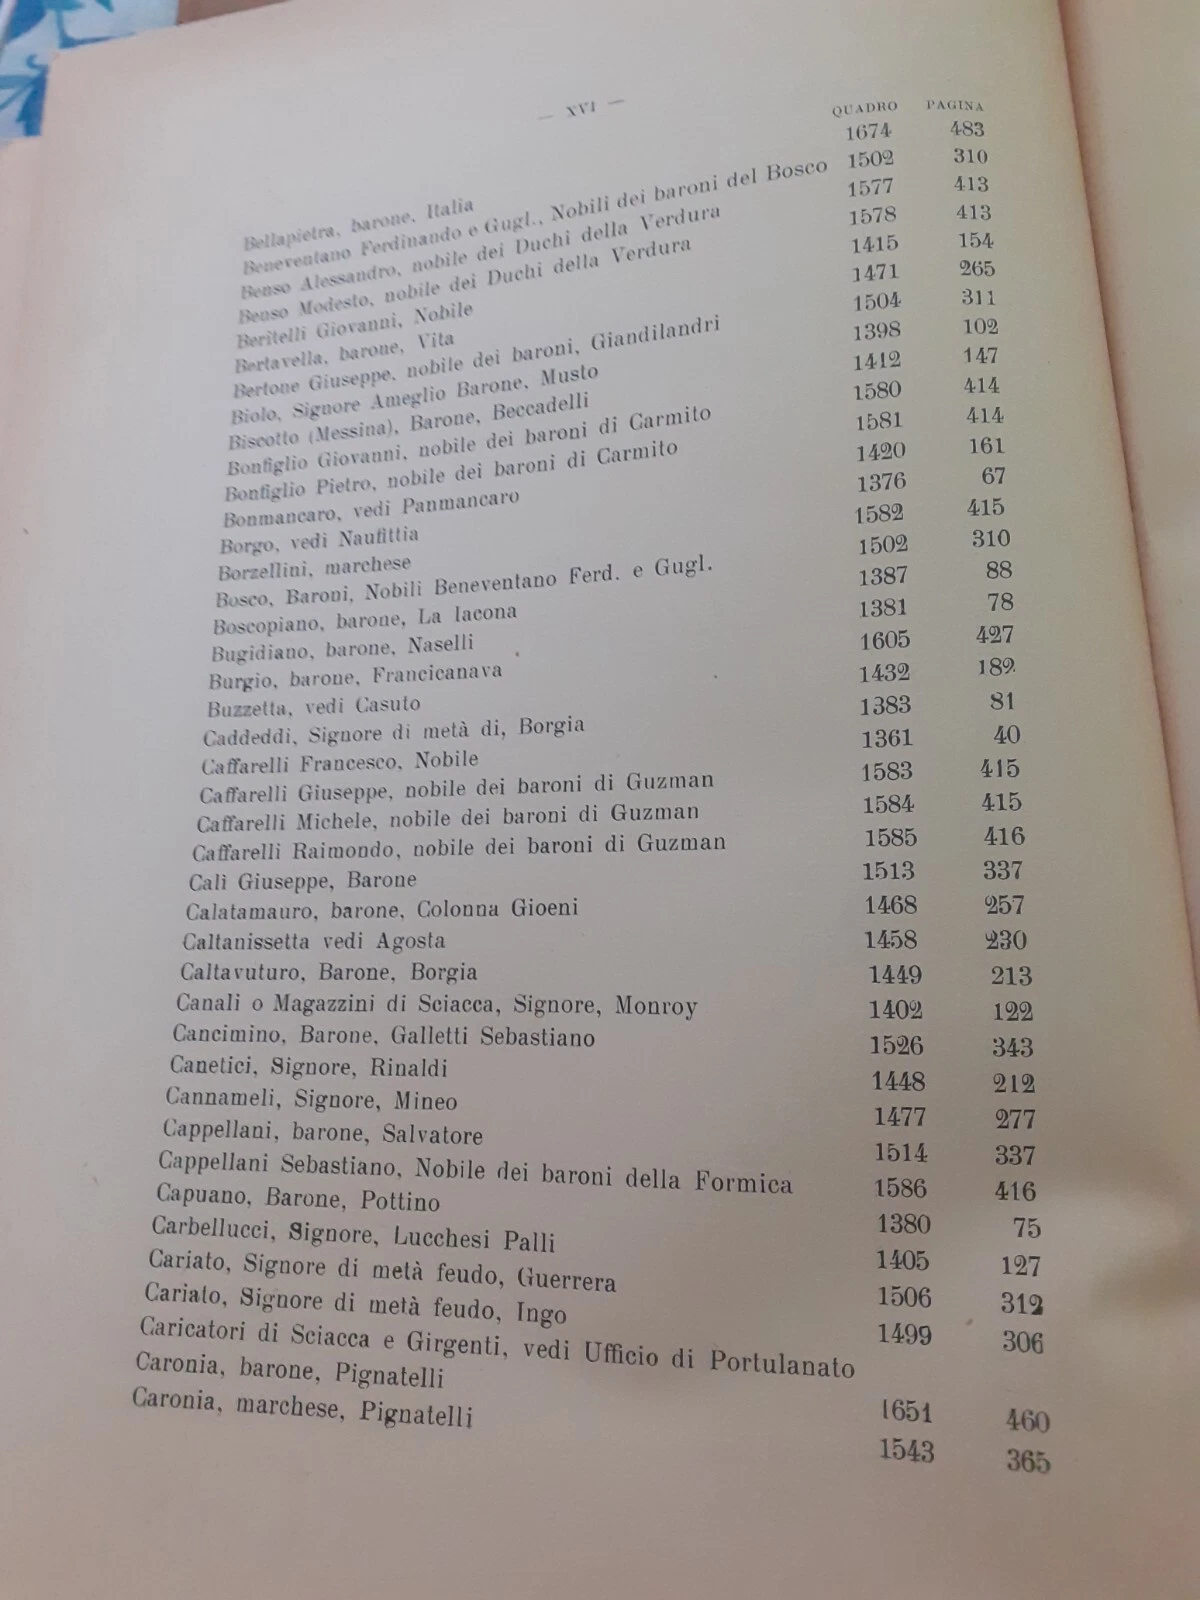 — XVI —
QUADRO PAGINA
Bellapietra, barone, Italia 1674 483
Beneventano Ferdinando e Gugl., Nobili dei baroni del Bosco 1502 310
Benso Alessandro, nobile dei Duchi della Verdura 1577 413
Benso Modesto, nobile dei Duchi della Verdura 1578 413
Beritelli Giovanni, Nobile 1415 154
Bertavella, barone, Vita 1471 265
Bertone Giuseppe, nobile dei baroni, Giandilandri 1504 311
Biolo, Signore Ameglio Barone, Musto 1398 102
Biscotto (Messina), Barone, Beccadelli 1412 147
Bonfiglio Giovanni, nobile dei baroni di Carmito 1580 414
Bonfiglio Pietro, nobile dei baroni di Carmito 1581 414
Bonmancaro, vedi Panmancaro 1420 161
Borgo, vedi Naufittia 1376 67
Borzellini, marchese 1582 415
Bosco, Baroni, Nobili Beneventano Ferd. e Gugl. 1502 310
Boscopiano, barone, La Iacona 1387 88
Bugidiano, barone, Naselli 1381 78
Burgio, barone, Francicanava 1605 427
Buzzetta, vedi Casuto 1432 189
Caddeddi, Signore di metà di, Borgia 1383 81
Caffarelli Francesco, Nobile 1361 40
Caffarelli Giuseppe, nobile dei baroni di Guzman 1583 415
Caffarelli Michele, nobile dei baroni di Guzman 1584 415
Caffarelli Raimondo, nobile dei baroni di Guzman 1585 416
Calì Giuseppe, Barone 1513 337
Calatamauro, barone, Colonna Gioeni 1468 257
Caltanissetta vedi Agosta 1458 230
Caltavuturo, Barone, Borgia 1449 213
Canali o Magazzini di Sciacca, Signore, Monroy 1402 122
Cancimino, Barone, Galletti Sebastiano 1526 343
Canetici, Signore, Rinaldi 1448 212
Cannameli, Signore, Mineo 1477 277
Cappellani, barone, Salvatore 1514 337
Cappellani Sebastiano, Nobile dei baroni della Formica 1586 416
Capuano, Barone, Pottino 1380 75
Carbellucci, Signore, Lucchesi Palli 1405 127
Cariato, Signore di metà feudo, Guerrera 1506 312
Cariato, Signore di metà feudo, Ingo 1499 306
Caricatori di Sciacca e Girgenti, vedi Ufficio di Portulanato
Caronia, barone, Pignatelli 1651 460
Caronia, marchese, Pignatelli 1543 365